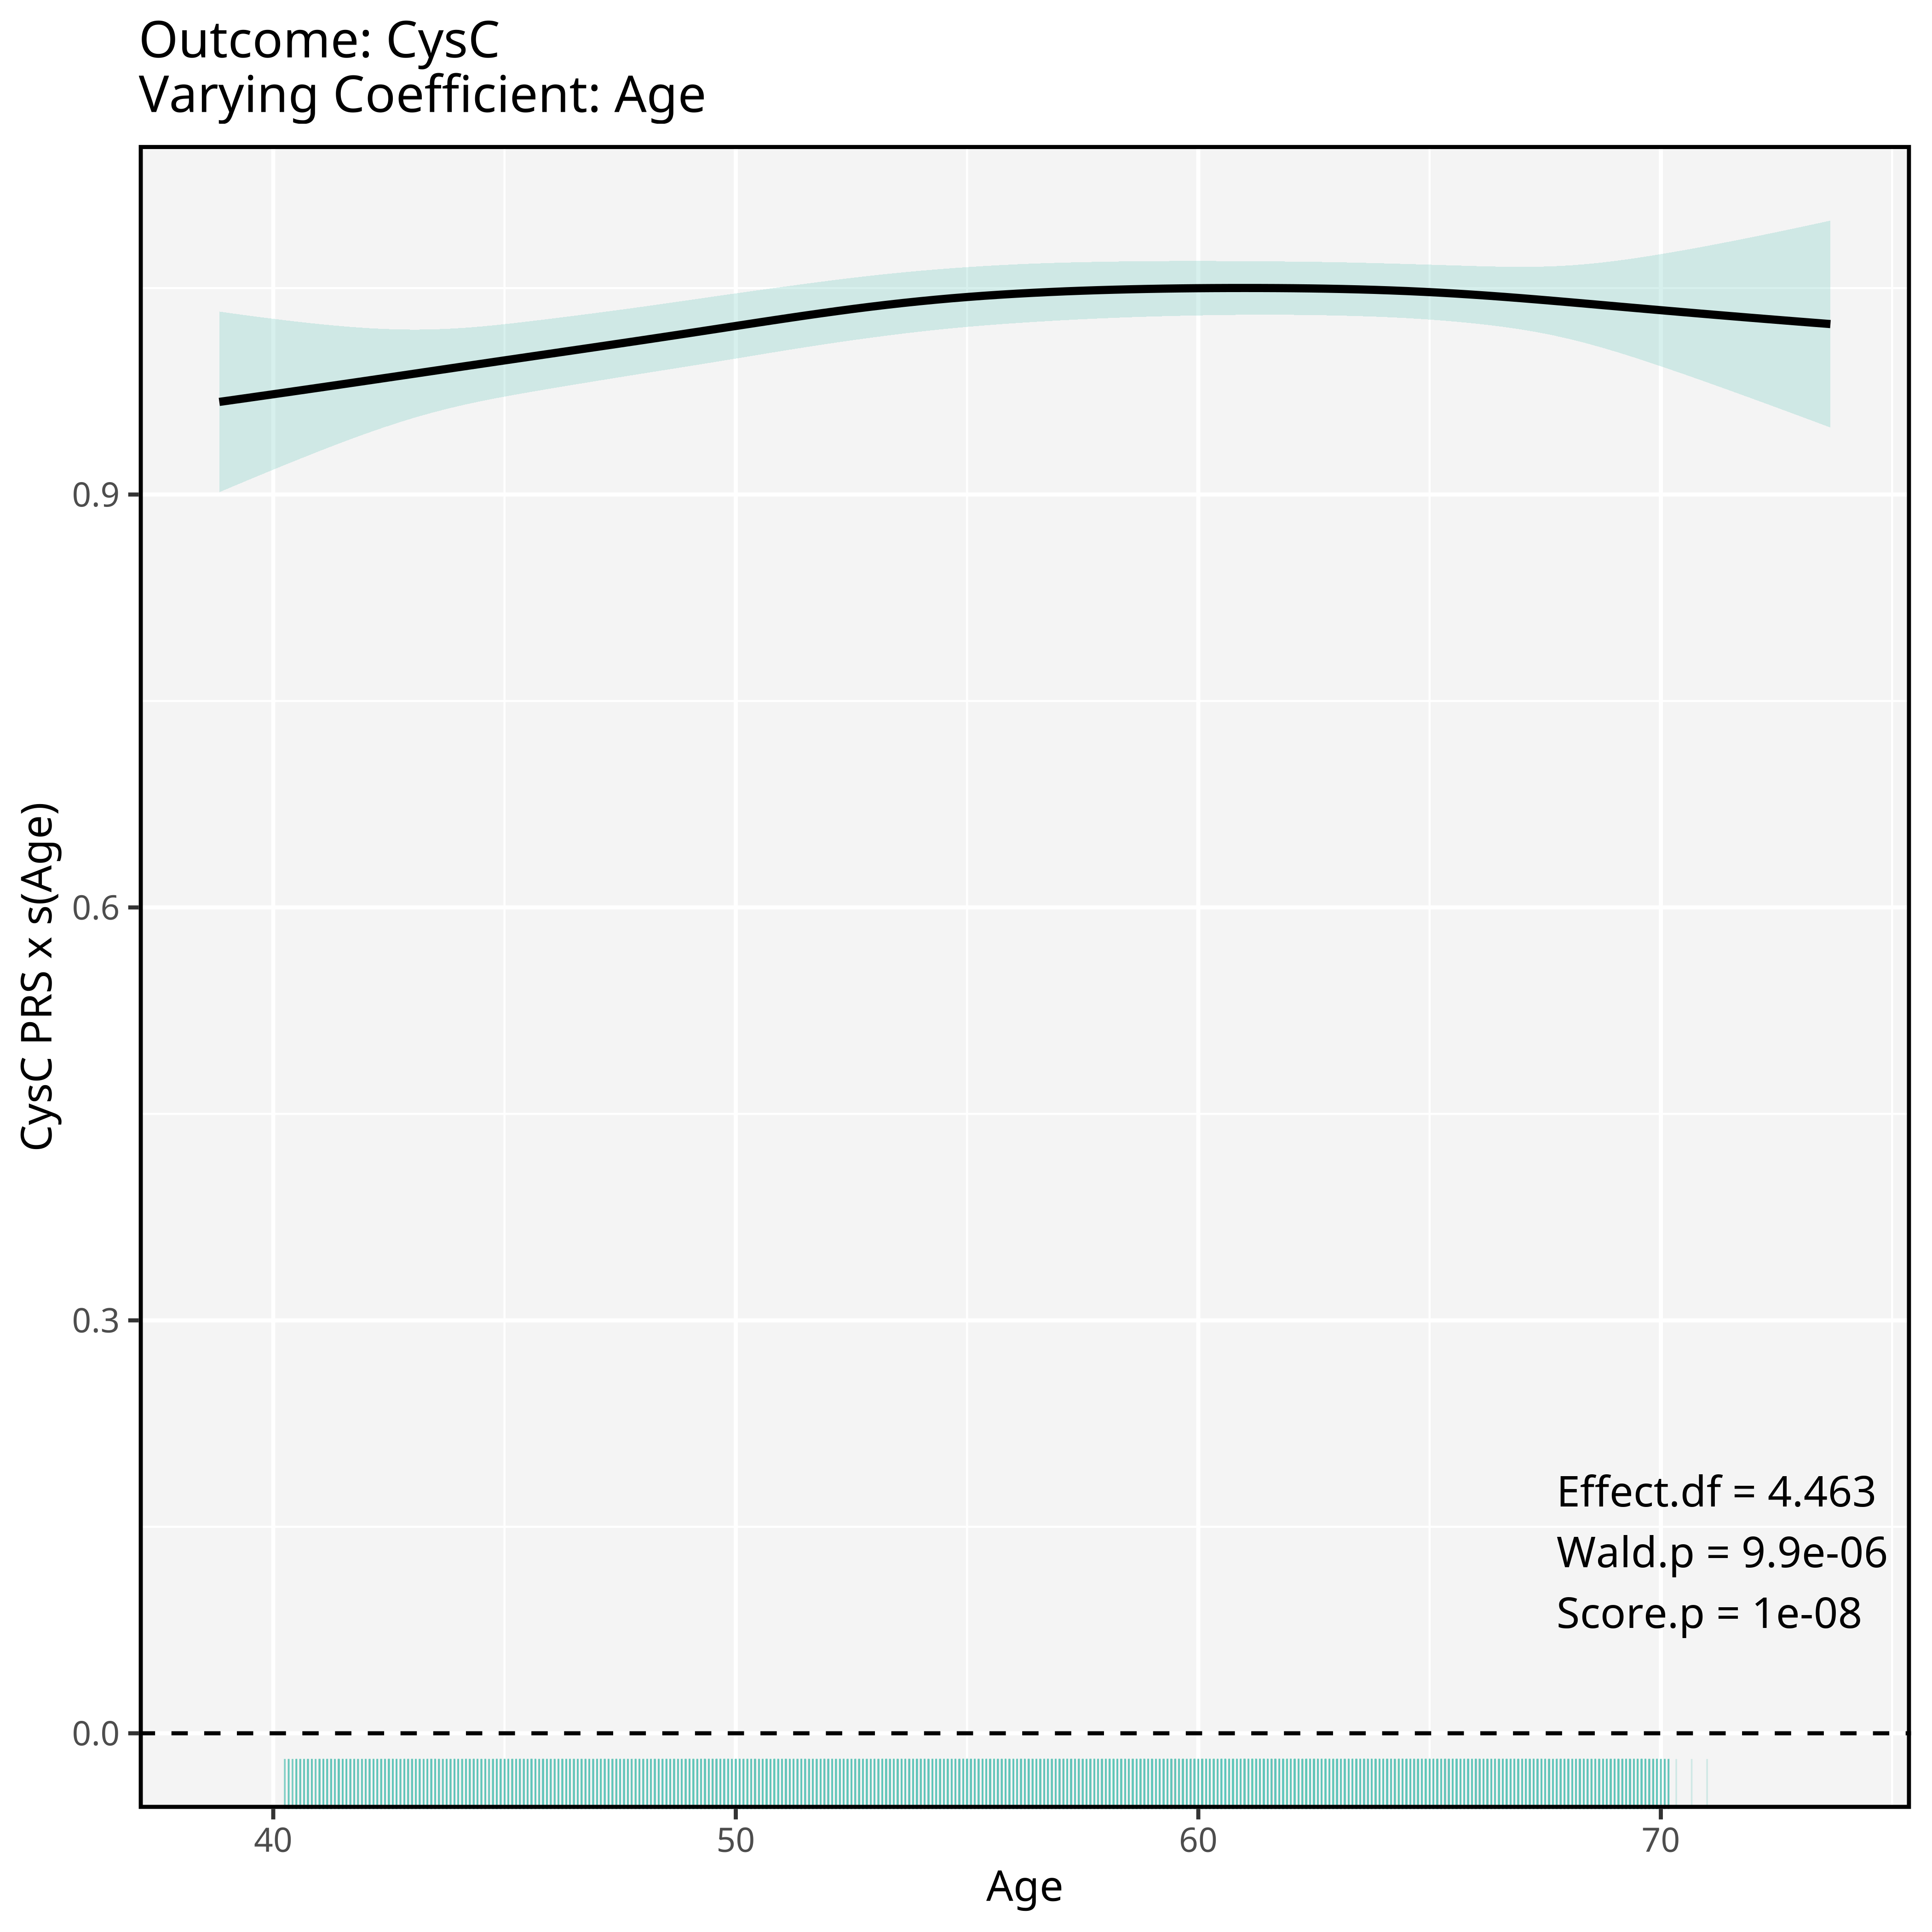 Outcome: CysC
Varying Coefficient: Age
CysC PRS x s(Age)
0.9
0.6
0.3
0.0
Effect.df = 4.463
Wald.p = 9.9e-06
Score.p = 1e-08
40
50
60
70
Age